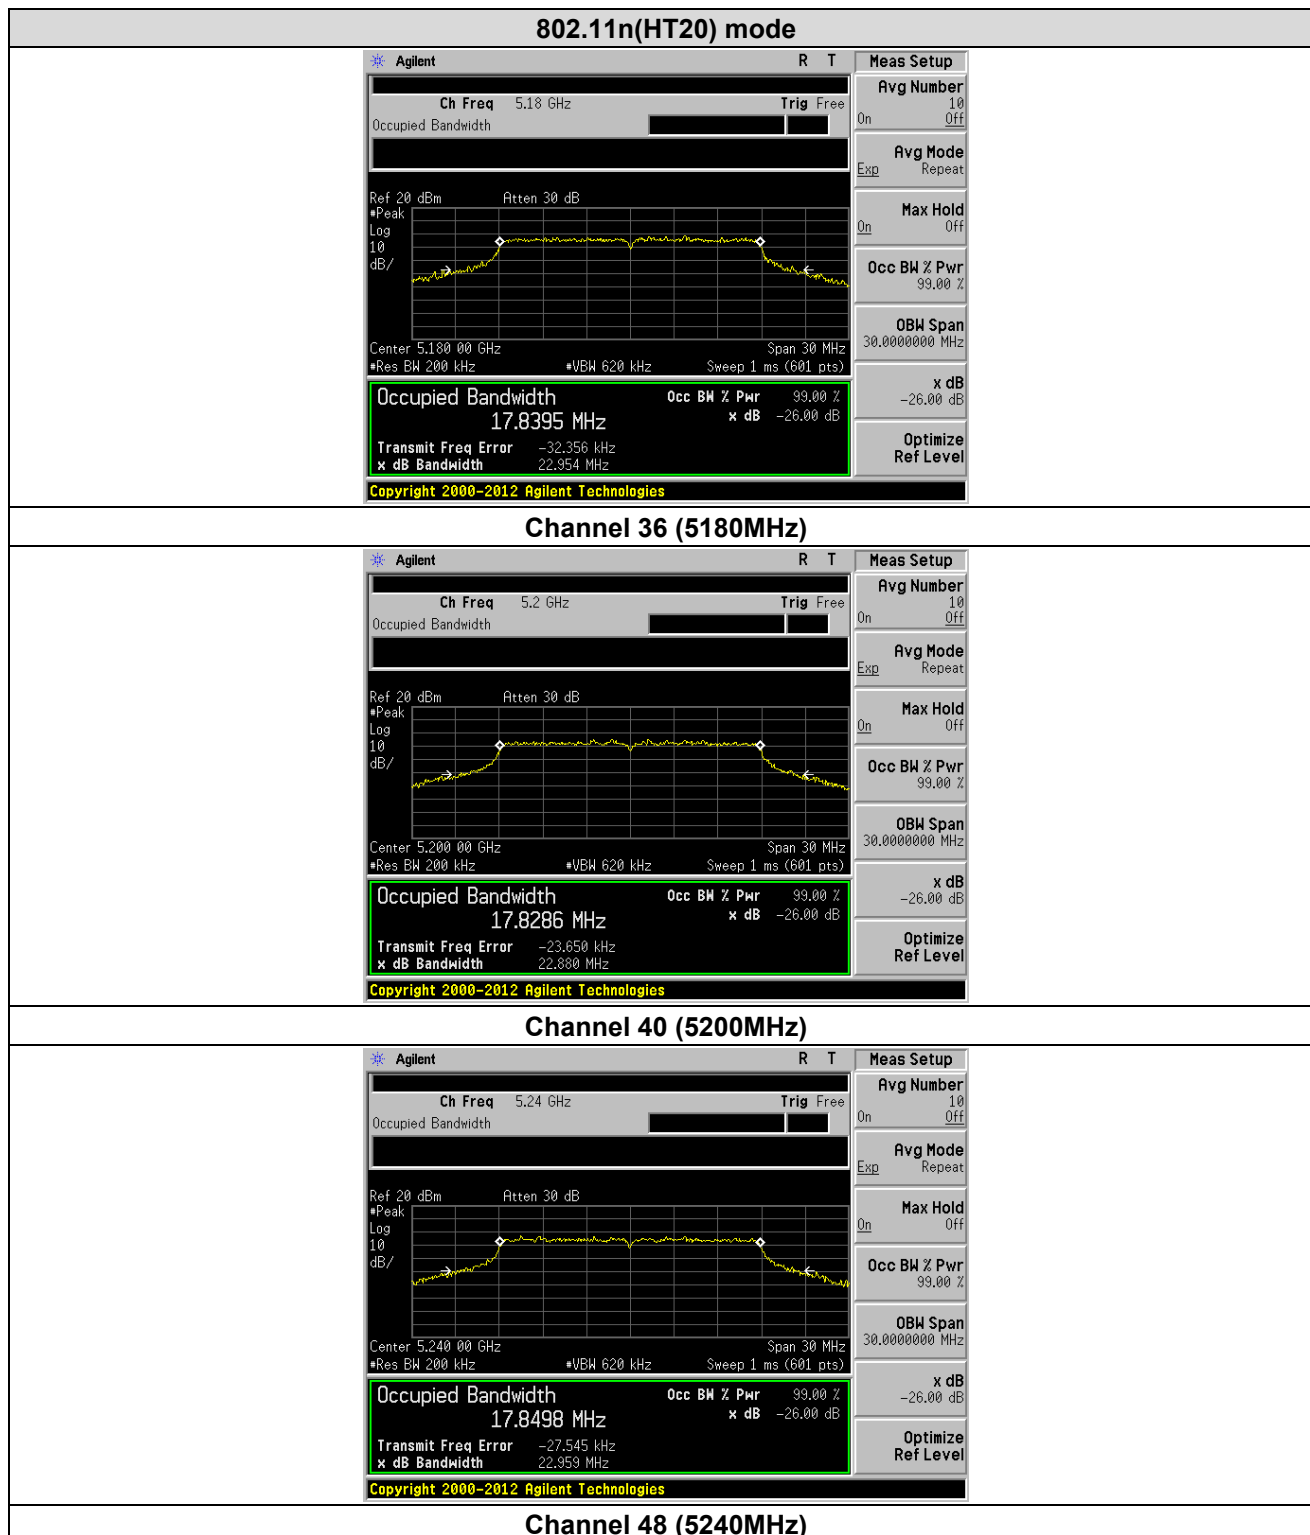 802.11n(HT20) mode
Agilent R T Meas Setup
Ch Freq 5.18 GHz Trig Free
Occupied Bandwidth
Avg Number
10
On Off
Avg Mode
Exp Repeat
Max Hold
On Off
Occ BW % Pwr
99.00 %
OBW Span
30.0000000 MHz
x dB
-26.00 dB
Optimize
Ref Level
Ref 20 dBm Atten 30 dB
#Peak
Log
10
dB/
Center 5.180 00 GHz Span 30 MHz
#Res BW 200 kHz #VBW 620 kHz Sweep 1 ms (601 pts)
Occupied Bandwidth Occ BW % Pwr 99.00 %
17.8395 MHz x dB -26.00 dB
Transmit Freq Error -32.356 kHz
x dB Bandwidth 22.954 MHz
Copyright 2000-2012 Agilent Technologies
Channel 36 (5180MHz)
Agilent R T Meas Setup
Ch Freq 5.2 GHz Trig Free
Occupied Bandwidth
Avg Number
10
On Off
Avg Mode
Exp Repeat
Max Hold
On Off
Occ BW % Pwr
99.00 %
OBW Span
30.0000000 MHz
x dB
-26.00 dB
Optimize
Ref Level
Ref 20 dBm Atten 30 dB
#Peak
Log
10
dB/
Center 5.200 00 GHz Span 30 MHz
#Res BW 200 kHz #VBW 620 kHz Sweep 1 ms (601 pts)
Occupied Bandwidth Occ BW % Pwr 99.00 %
17.8286 MHz x dB -26.00 dB
Transmit Freq Error -23.650 kHz
x dB Bandwidth 22.880 MHz
Copyright 2000-2012 Agilent Technologies
Channel 40 (5200MHz)
Agilent R T Meas Setup
Ch Freq 5.24 GHz Trig Free
Occupied Bandwidth
Avg Number
10
On Off
Avg Mode
Exp Repeat
Max Hold
On Off
Occ BW % Pwr
99.00 %
OBW Span
30.0000000 MHz
x dB
-26.00 dB
Optimize
Ref Level
Ref 20 dBm Atten 30 dB
#Peak
Log
10
dB/
Center 5.240 00 GHz Span 30 MHz
#Res BW 200 kHz #VBW 620 kHz Sweep 1 ms (601 pts)
Occupied Bandwidth Occ BW % Pwr 99.00 %
17.8498 MHz x dB -26.00 dB
Transmit Freq Error -27.545 kHz
x dB Bandwidth 22.959 MHz
Copyright 2000-2012 Agilent Technologies
Channel 48 (5240MHz)